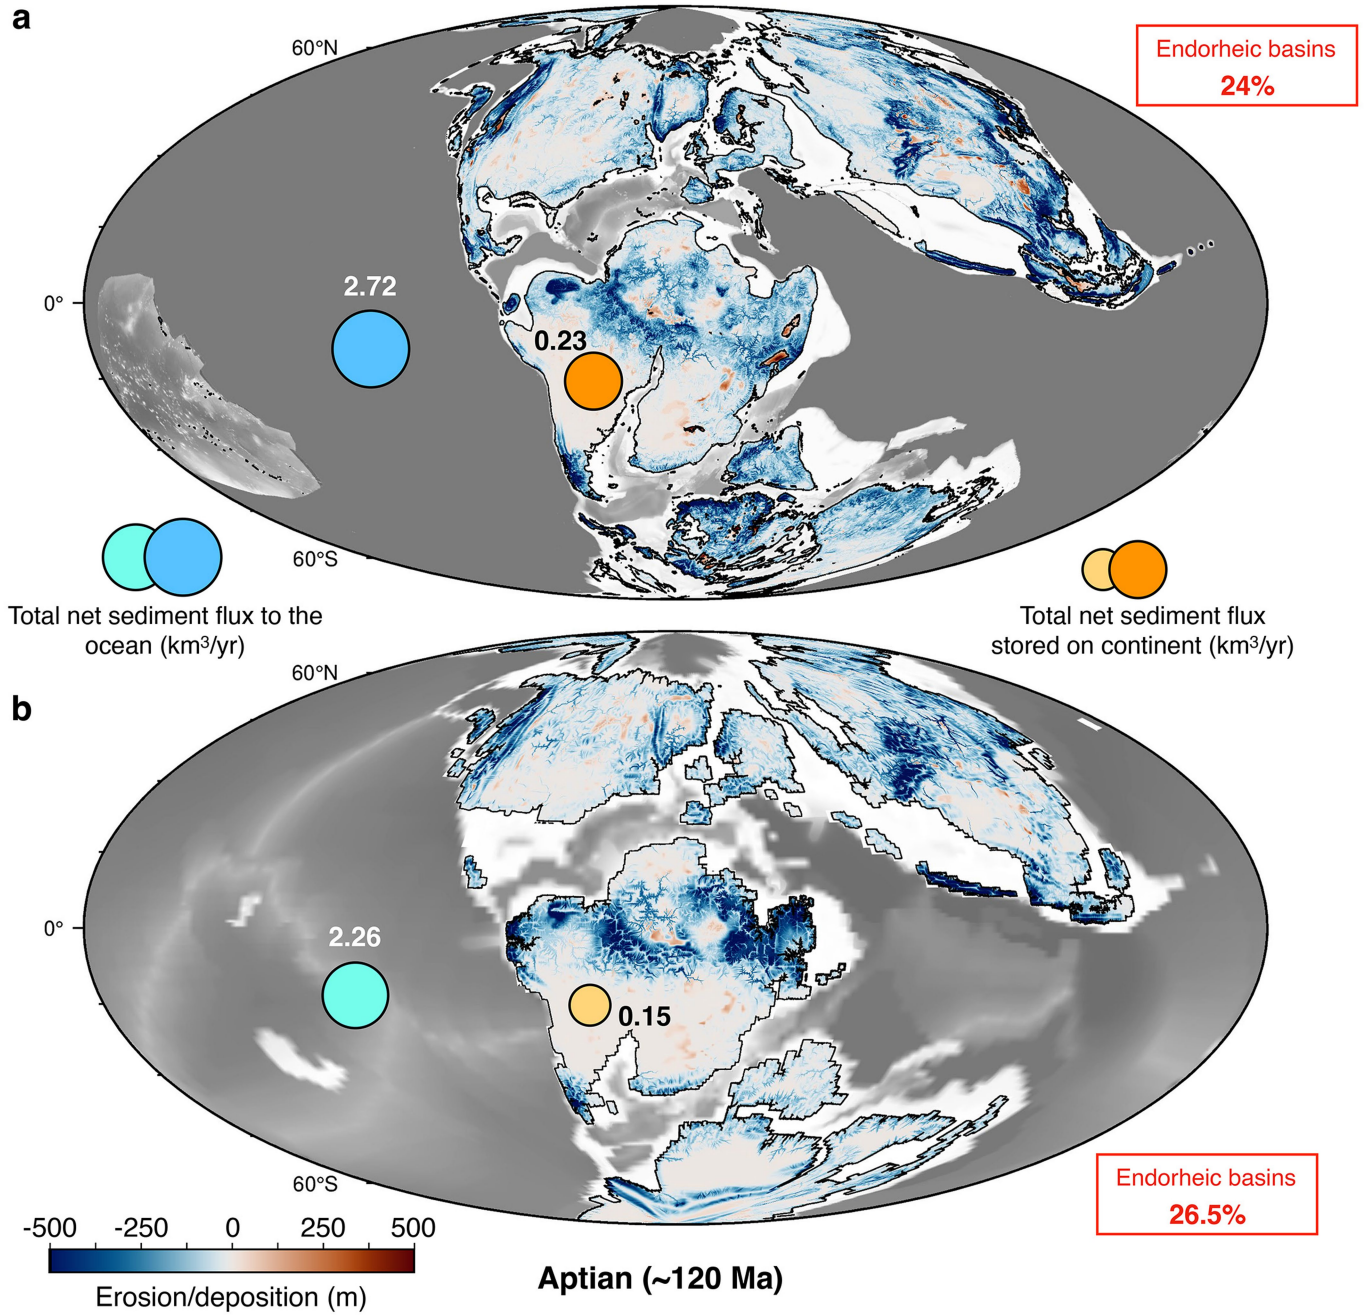 a
60°N
Endorheic basins
24%
2.72
0°
0.23
60°S
Total net sediment flux to the
ocean (km³/yr)
Total net sediment flux
stored on continent (km³/yr)
b
60°N
0°
2.26
0.15
60°S
Endorheic basins
26.5%
-500 -250 0 250 500
Erosion/deposition (m)
Aptian (~120 Ma)